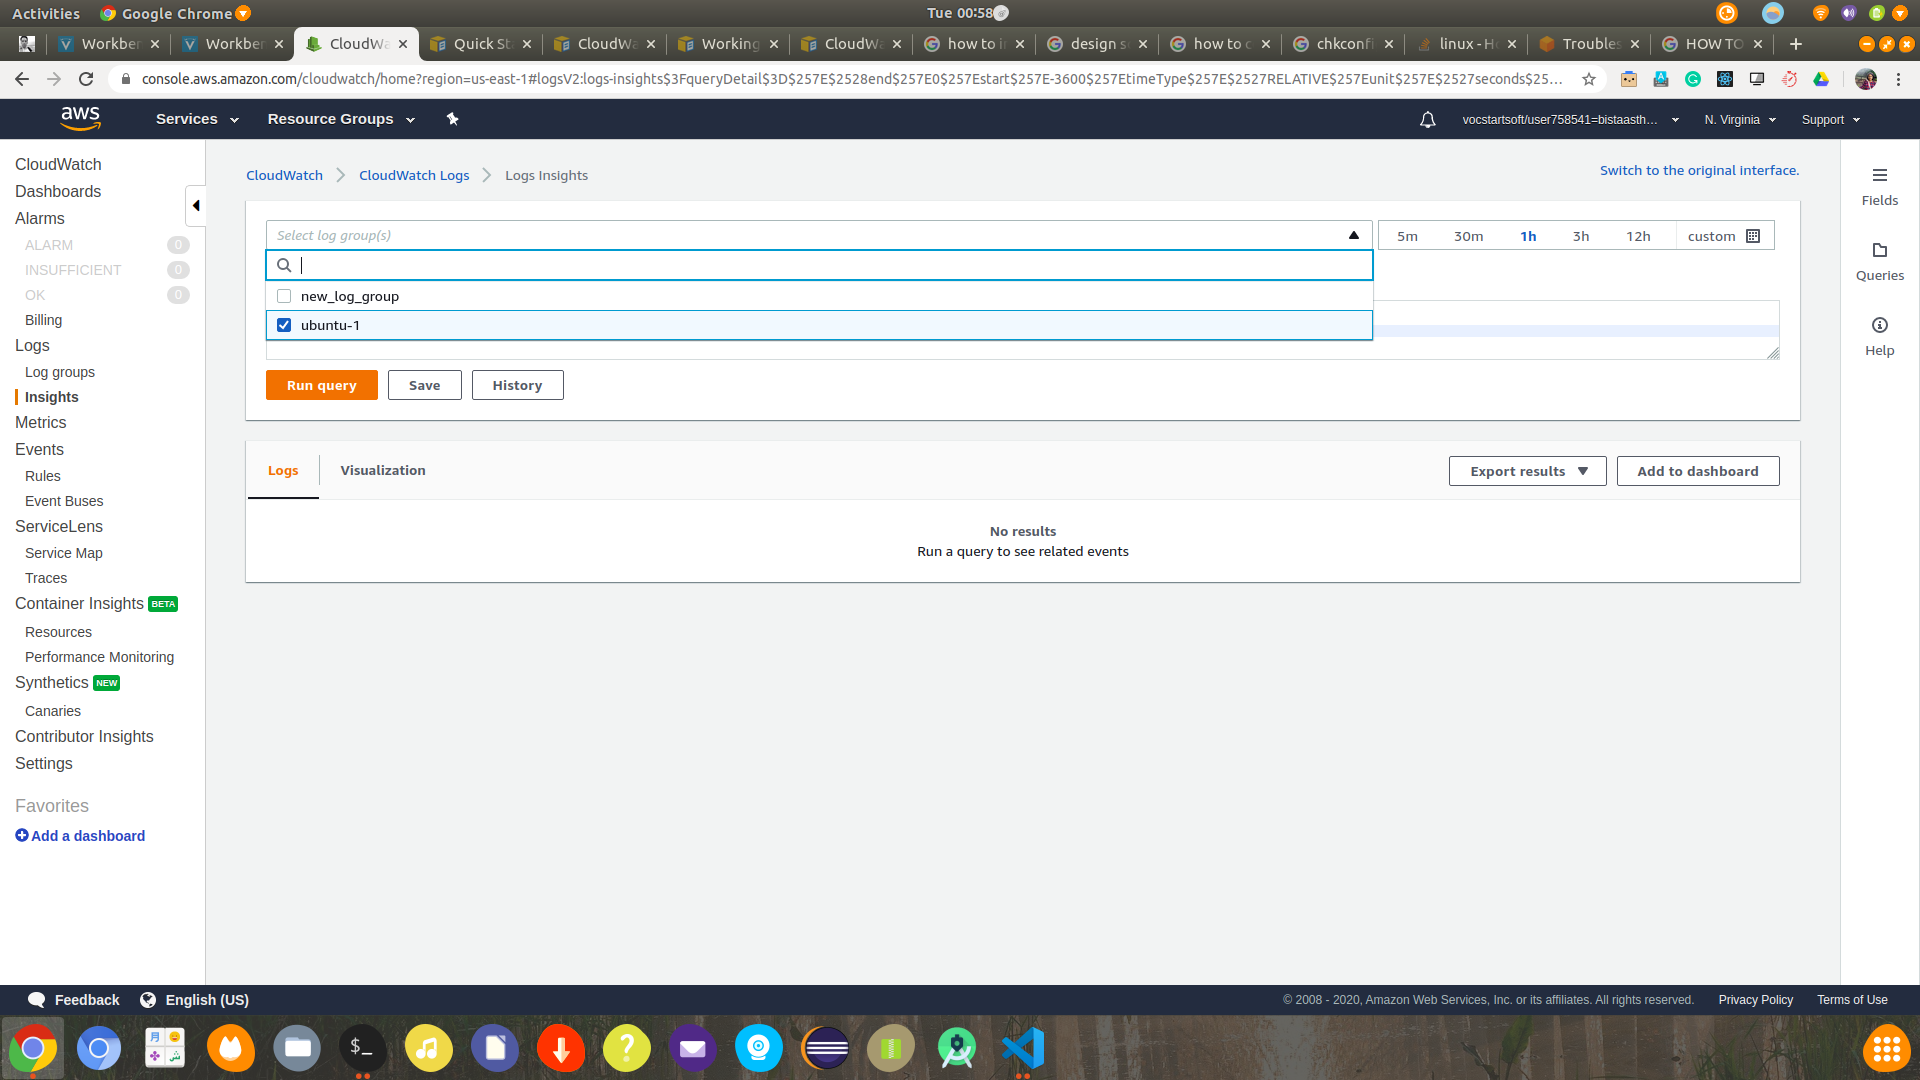 Activities
Google Chrome
Tue 00:58
Workber
Workber
CloudWa
Quick St
CloudWa
Working
CloudWa
how to i
design s
how to c
chkconfi
linux - H
Troubles
HOW TO
console.aws.amazon.com/cloudwatch/home?region=us-east-1#logsV2:logs-insights$3FqueryDetail$3D$257E$2528end$257E0$257Estart$257E-3600$257EtimeType$257E$2527RELATIVE$257Eunit$257E$2527seconds$25...
aws
Services
Resource Groups
vocstartsoft/user758541=bistaasth...
N. Virginia
Support
CloudWatch
Dashboards
Alarms
ALARM 0
INSUFFICIENT 0
OK 0
Billing
Logs
Log groups
Insights
Metrics
Events
Rules
Event Buses
ServiceLens
Service Map
Traces
Container Insights BETA
Resources
Performance Monitoring
Synthetics NEW
Canaries
Contributor Insights
Settings
Favorites
Add a dashboard
CloudWatch
CloudWatch Logs
Logs Insights
Switch to the original interface.
Select log group(s)
5m
30m
1h
3h
12h
custom
new_log_group
ubuntu-1
Run query
Save
History
Logs
Visualization
Export results
Add to dashboard
No results
Run a query to see related events
Fields
Queries
Help
Feedback
English (US)
© 2008 - 2020, Amazon Web Services, Inc. or its affiliates. All rights reserved.
Privacy Policy
Terms of Use